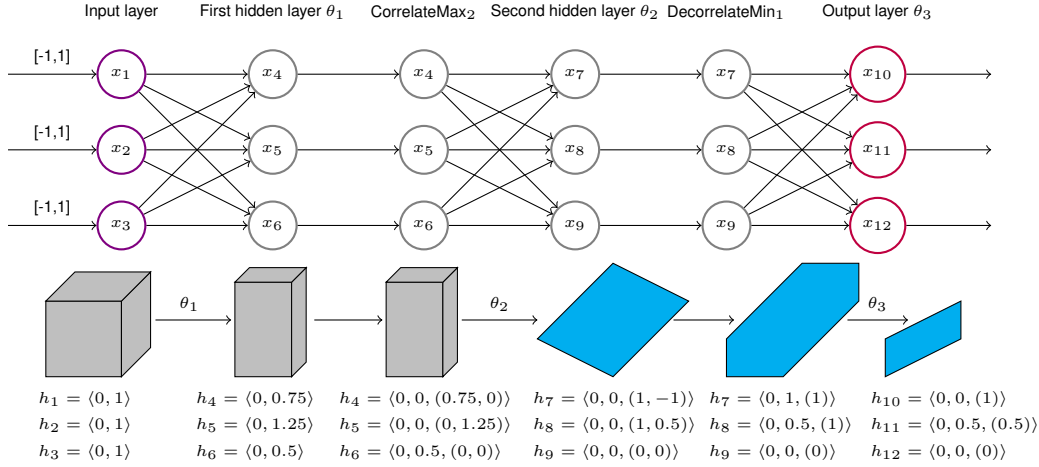 Input layer First hidden layer θ₁ CorrelateMax₂ Second hidden layer θ₂ DecorrelateMin₁ Output layer θ₃
[-1,1] x₁ x₄ x₄ x₇ x₇ x₁₀
[-1,1] x₂ x₅ x₅ x₈ x₈ x₁₁
[-1,1] x₃ x₆ x₆ x₉ x₉ x₁₂
θ₁ θ₂ θ₃
h₁ = ⟨0, 1⟩ h₄ = ⟨0, 0.75⟩ h₄ = ⟨0, 0, (0.75, 0)⟩ h₇ = ⟨0, 0, (1, −1)⟩ h₇ = ⟨0, 1, (1)⟩ h₁₀ = ⟨0, 0, (1)⟩
h₂ = ⟨0, 1⟩ h₅ = ⟨0, 1.25⟩ h₅ = ⟨0, 0, (0, 1.25)⟩ h₈ = ⟨0, 0, (1, 0.5)⟩ h₈ = ⟨0, 0.5, (1)⟩ h₁₁ = ⟨0, 0.5, (0.5)⟩
h₃ = ⟨0, 1⟩ h₆ = ⟨0, 0.5⟩ h₆ = ⟨0, 0.5, (0, 0)⟩ h₉ = ⟨0, 0, (0, 0)⟩ h₉ = ⟨0, 0, (0)⟩ h₁₂ = ⟨0, 0, (0)⟩